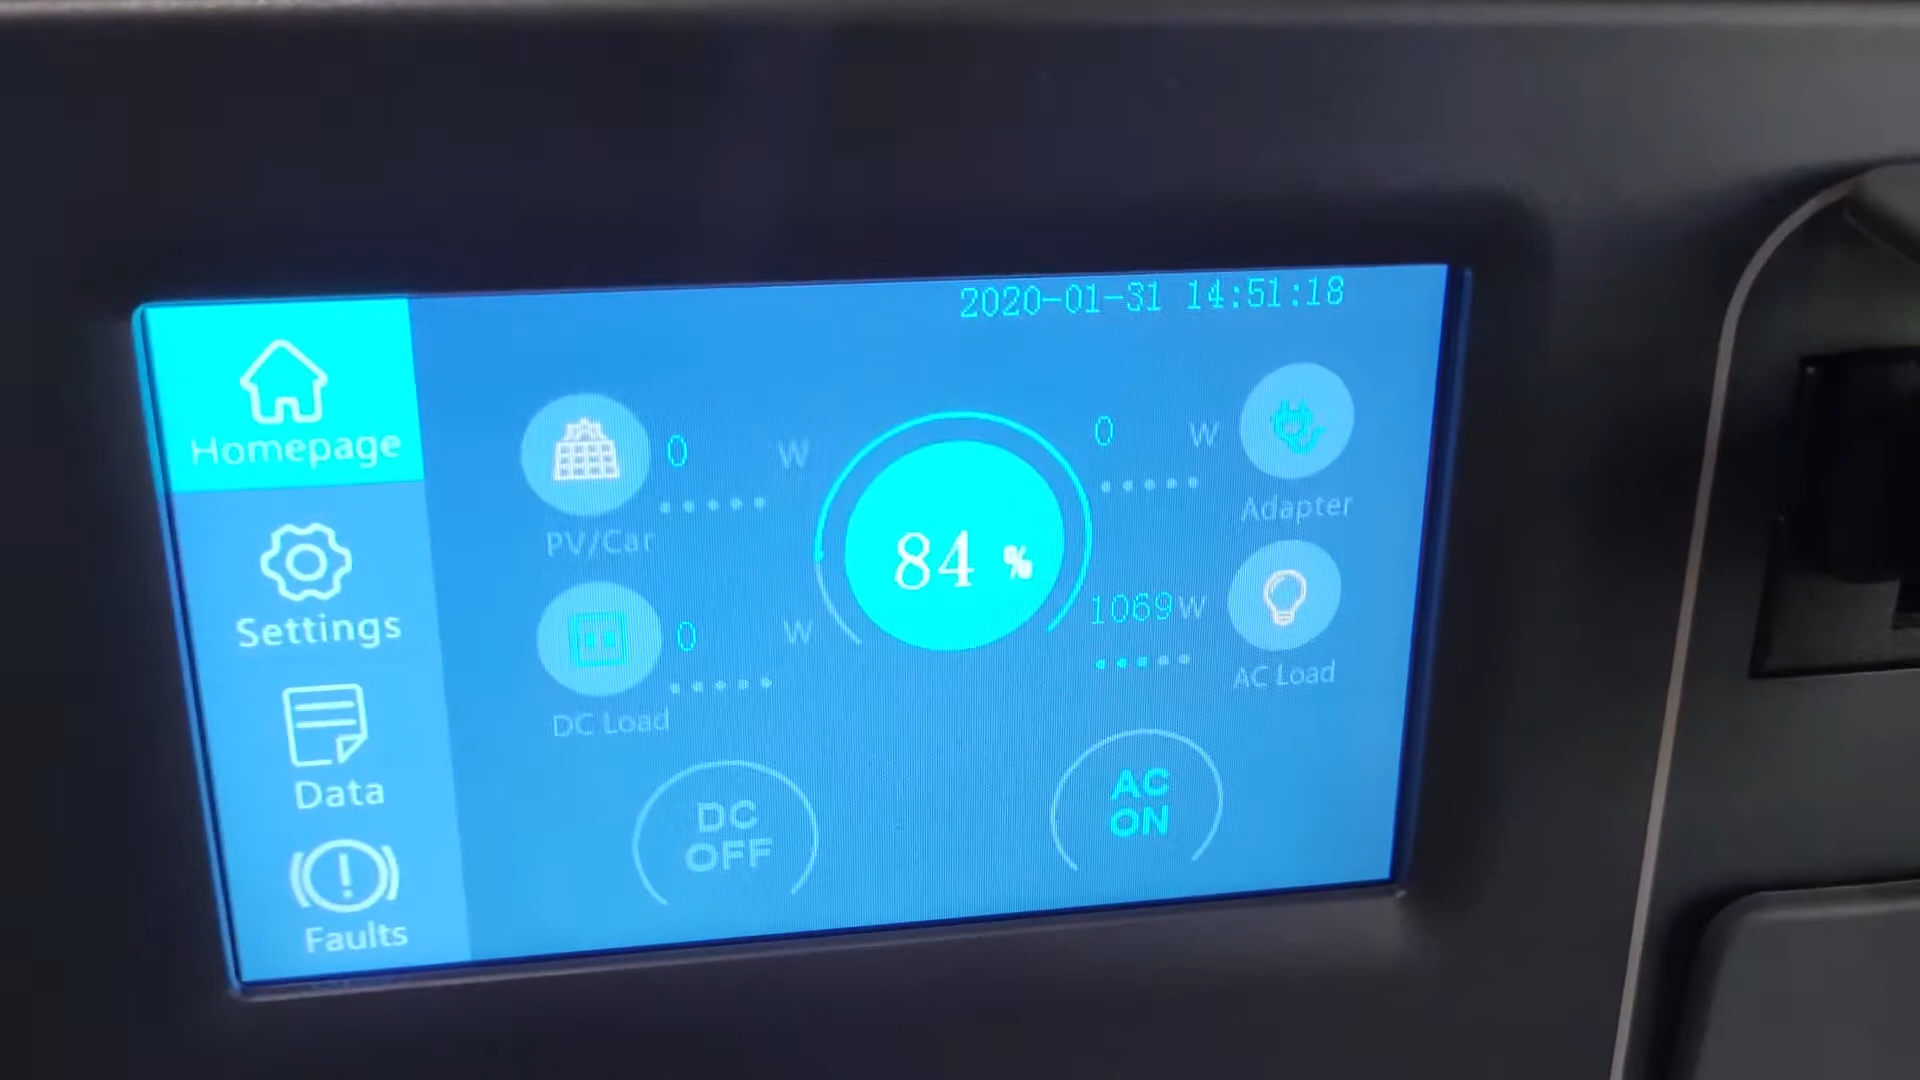 2020-01-31 14:51:18
Homepage
Settings
Data
Faults
0 W
PV/Car
0 W
DC Load
84 %
0 W
Adapter
1069 W
AC Load
DC
OFF
AC
ON